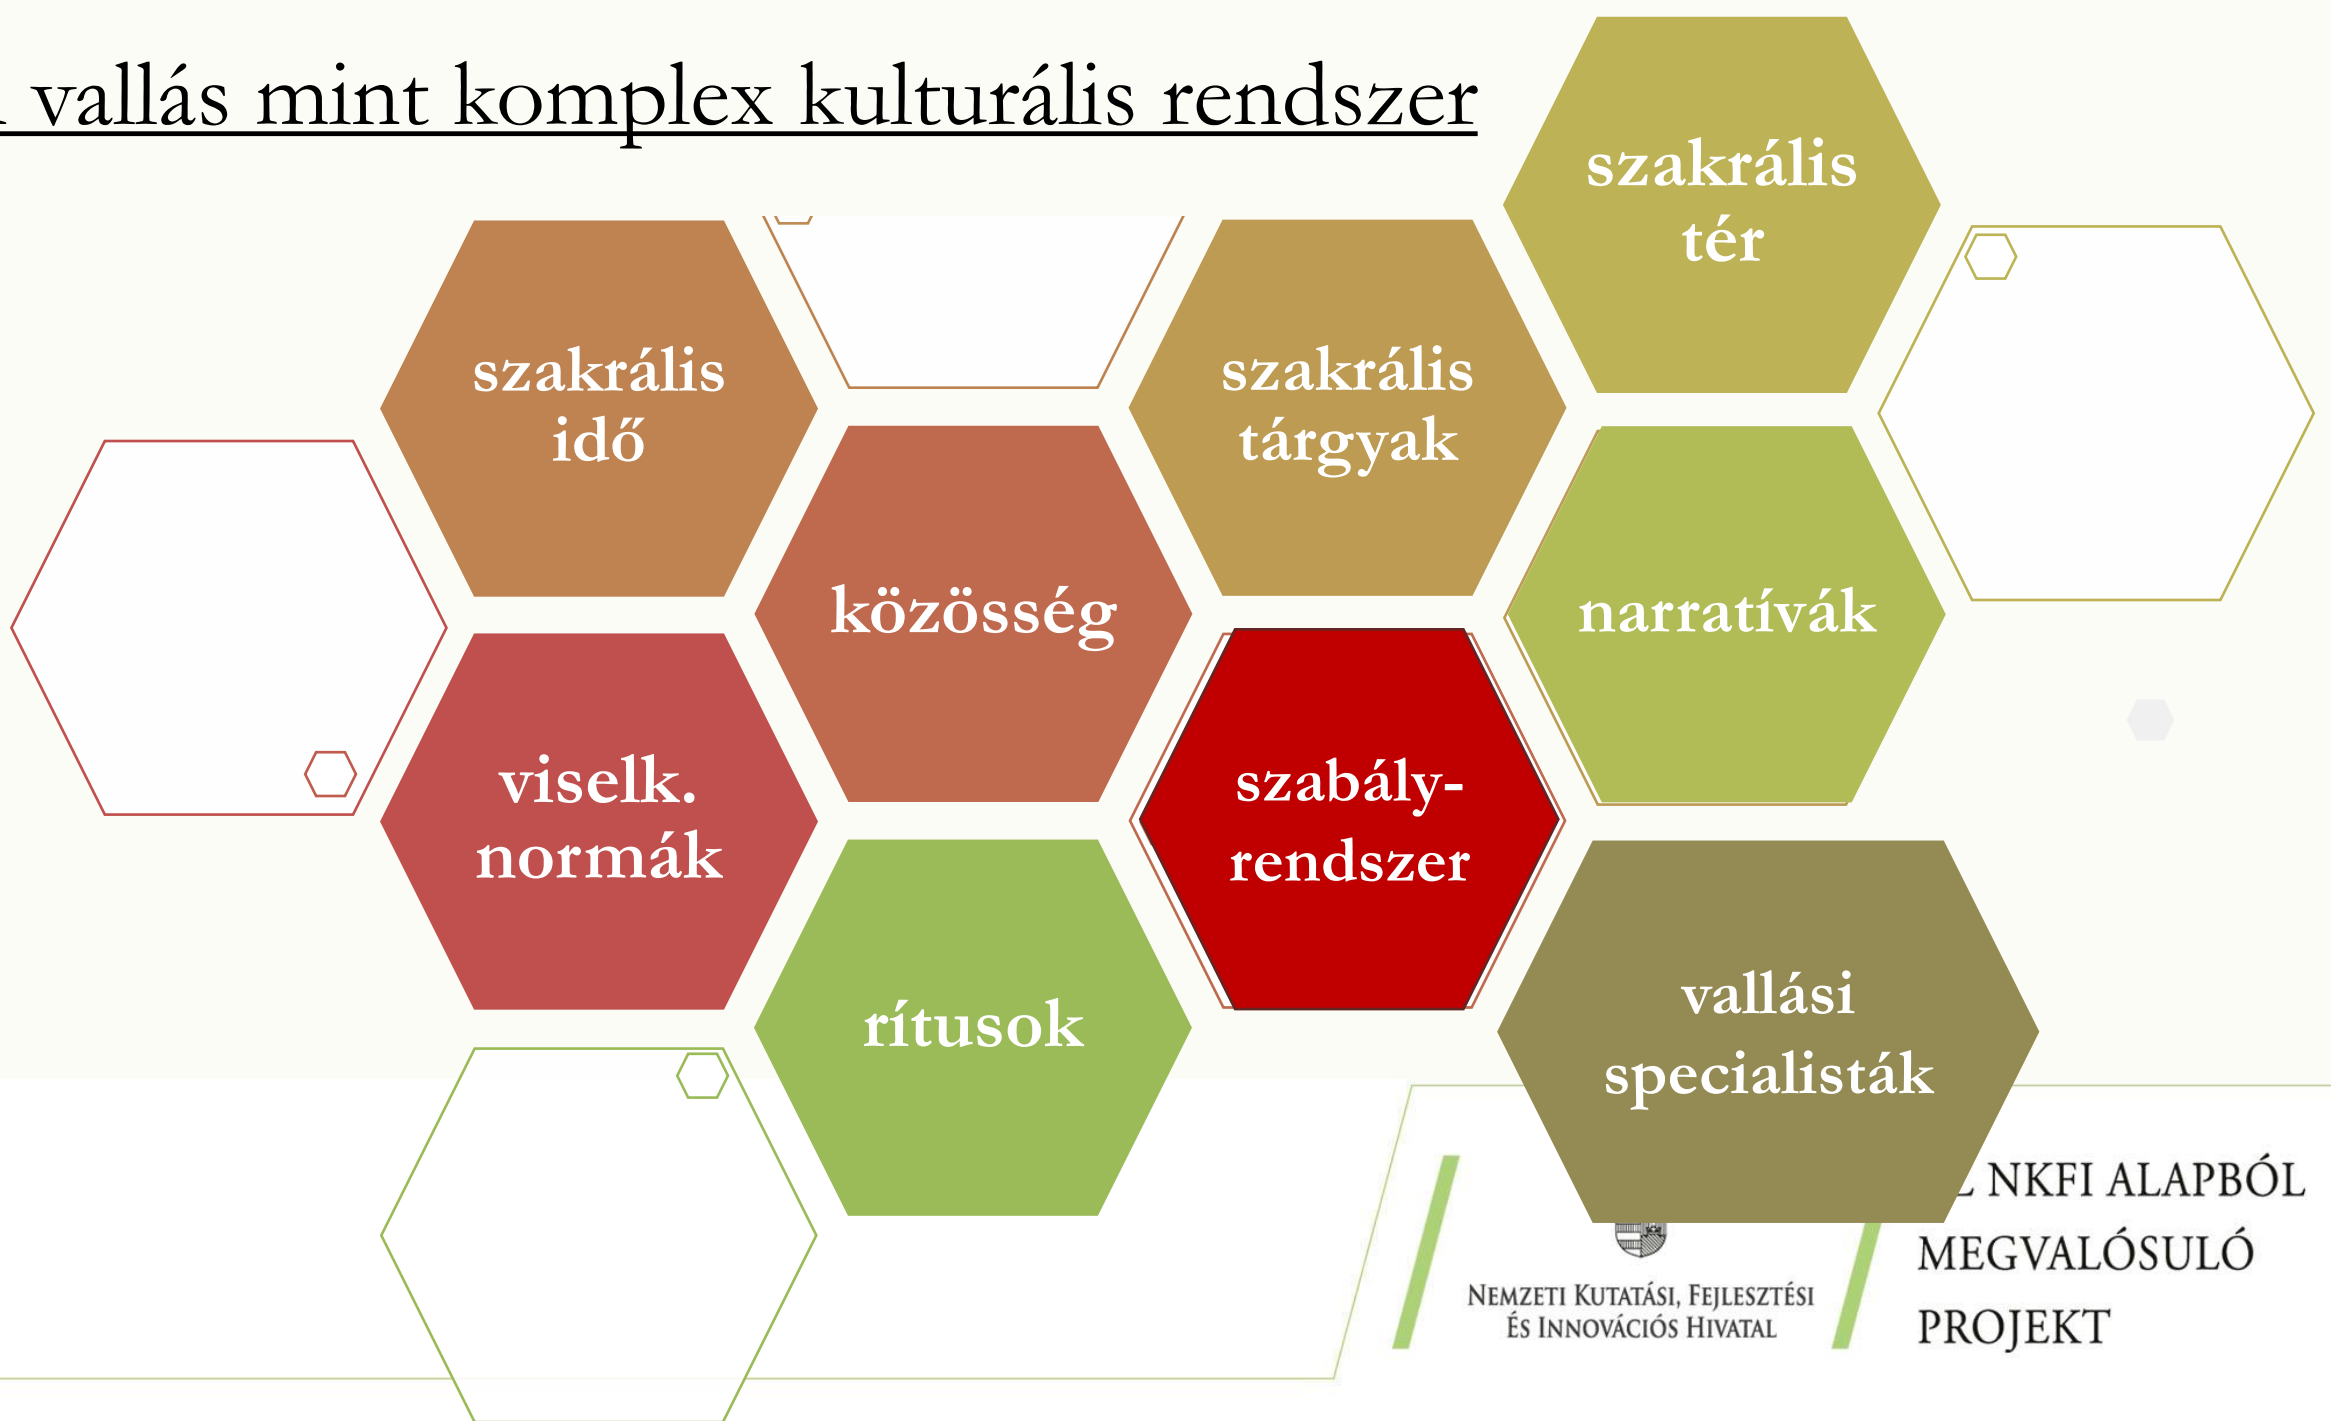 vallás mint komplex kulturális rendszer
szakrális
tér
szakrális
idő
szakrális
tárgyak
közösség
narratívák
viselk.
normák
szabály-
rendszer
rítusok
vallási
specialisták
NKFI ALAPBÓL
MEGVALÓSULÓ
PROJEKT
NEMZETI KUTATÁSI, FEJLESZTÉSI
ÉS INNOVÁCIÓS HIVATAL